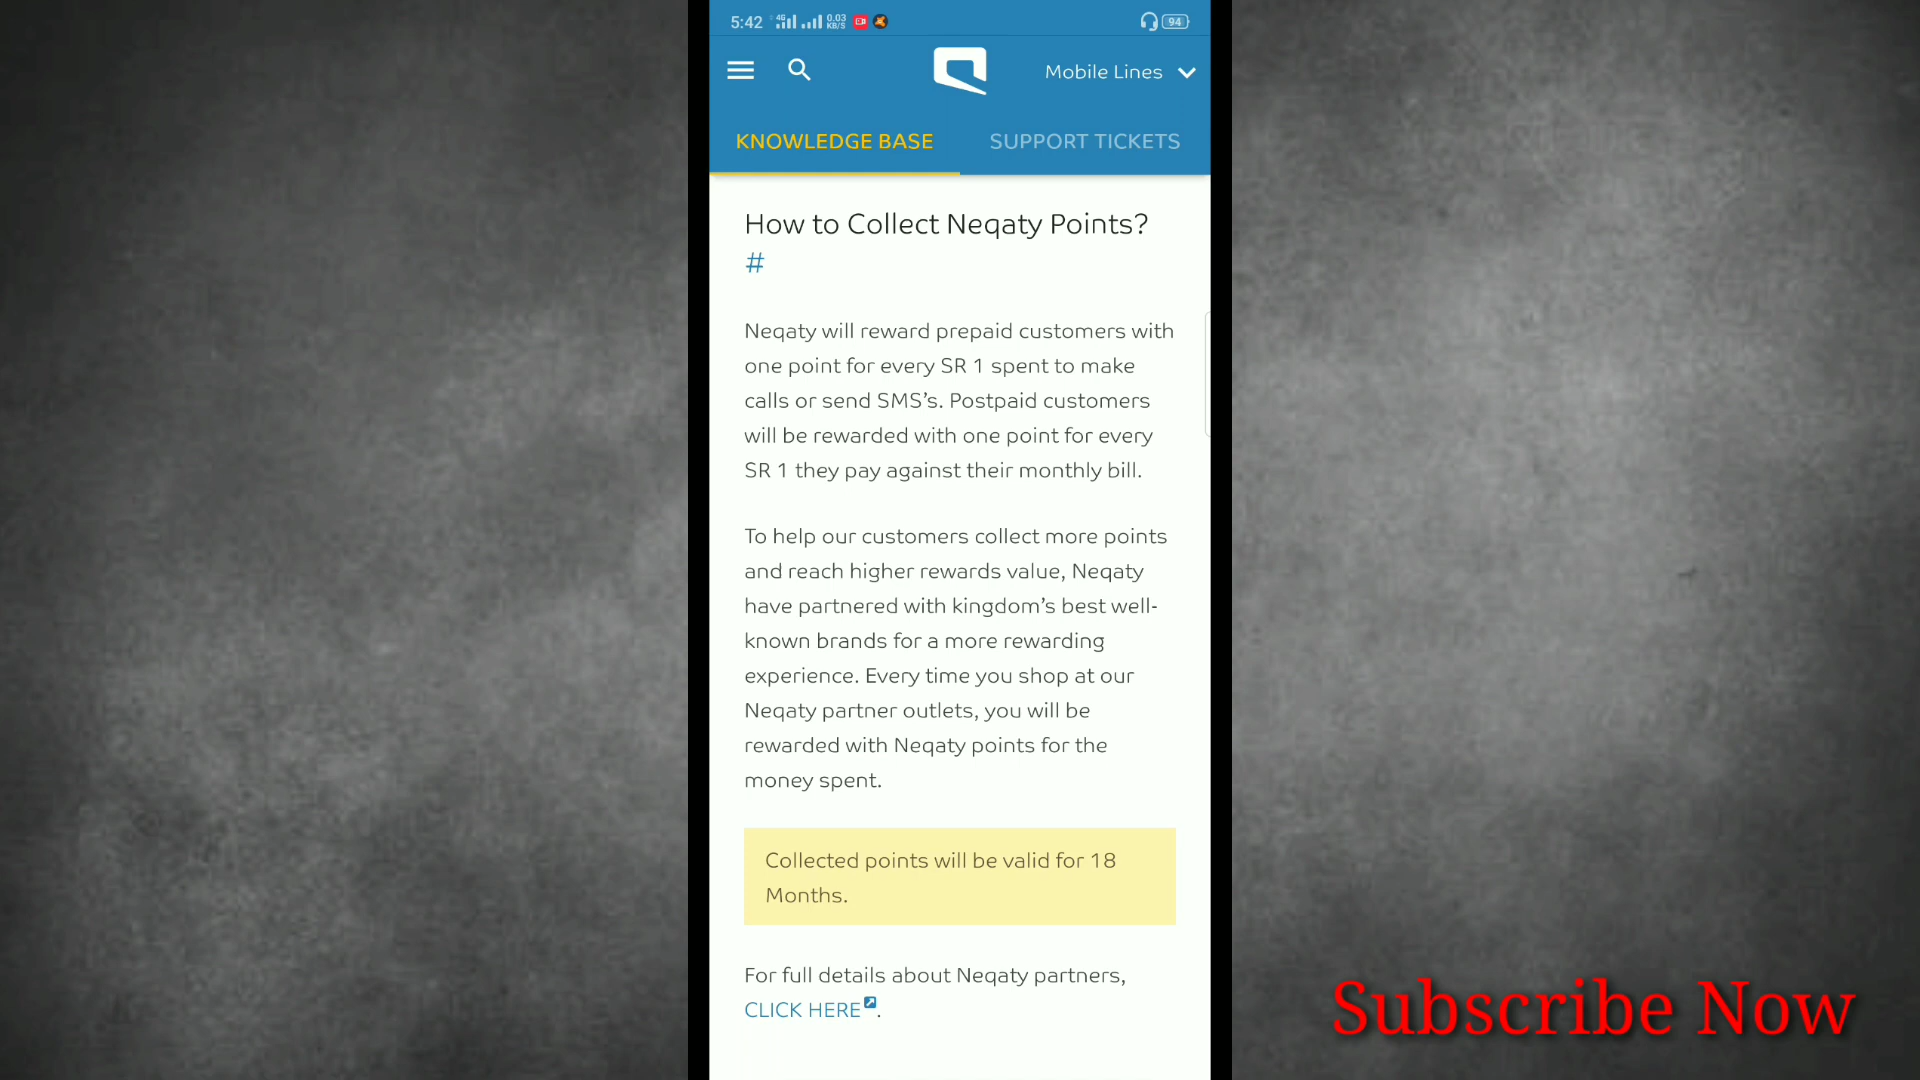 5:42 4G 0.03 KB/S 94
Mobile Lines
KNOWLEDGE BASE SUPPORT TICKETS
How to Collect Neqaty Points?
#
Neqaty will reward prepaid customers with
one point for every SR 1 spent to make
calls or send SMS’s. Postpaid customers
will be rewarded with one point for every
SR 1 they pay against their monthly bill.
To help our customers collect more points
and reach higher rewards value, Neqaty
have partnered with kingdom’s best well-
known brands for a more rewarding
experience. Every time you shop at our
Neqaty partner outlets, you will be
rewarded with Neqaty points for the
money spent.
Collected points will be valid for 18
Months.
For full details about Neqaty partners,
CLICK HERE.
Subscribe Now